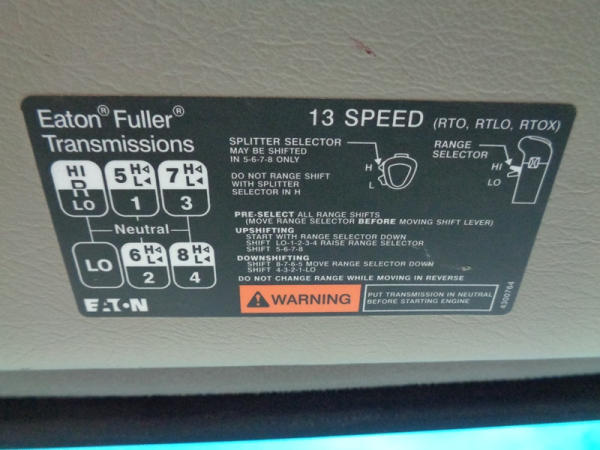 Eaton® Fuller®
Transmissions
13 SPEED (RTO, RTLO, RTOX)
SPLITTER SELECTOR
MAY BE SHIFTED
IN 5-6-7-8 ONLY
DO NOT RANGE SHIFT
WITH SPLITTER
SELECTOR IN H
H
L
RANGE
SELECTOR
HI
LO
HI
R
LO
5 H◁
L◂
1
7 H◁
L◂
3
Neutral
LO
6 H◁
L◂
2
8 H◁
L◂
4
PRE-SELECT ALL RANGE SHIFTS
(MOVE RANGE SELECTOR BEFORE MOVING SHIFT LEVER)
UPSHIFTING
START WITH RANGE SELECTOR DOWN
SHIFT LO-1-2-3-4 RAISE RANGE SELECTOR
SHIFT 5-6-7-8
DOWNSHIFTING
SHIFT 8-7-6-5 MOVE RANGE SELECTOR DOWN
SHIFT 4-3-2-1-LO
DO NOT CHANGE RANGE WHILE MOVING IN REVERSE
EATON
WARNING
PUT TRANSMISSION IN NEUTRAL
BEFORE STARTING ENGINE
4300764